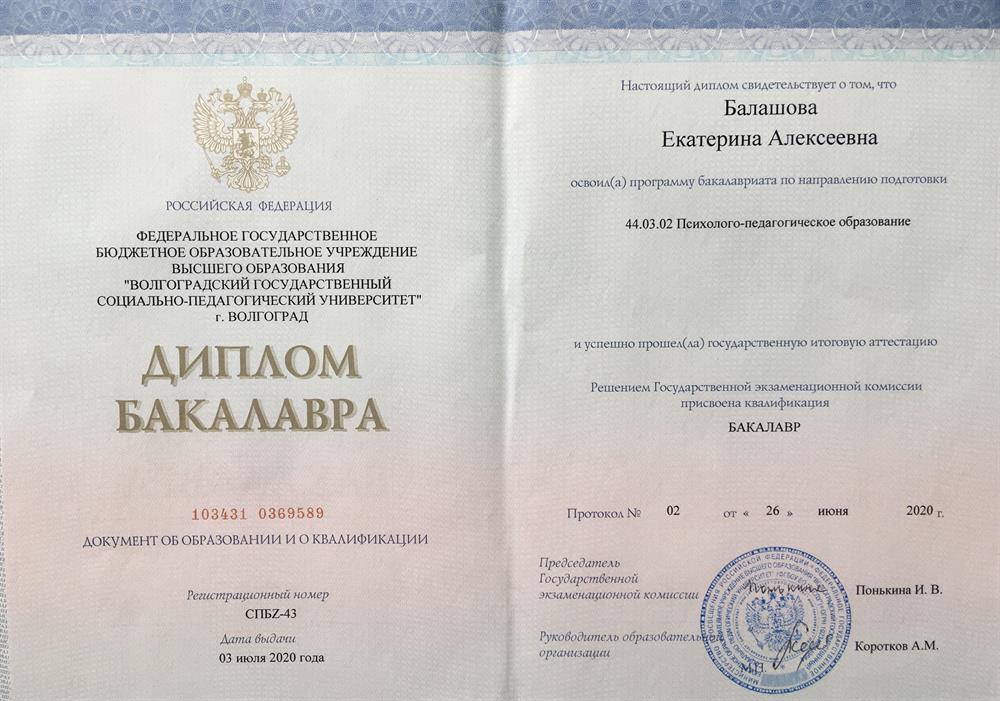 РОССИЙСКАЯ ФЕДЕРАЦИЯ
ФЕДЕРАЛЬНОЕ ГОСУДАРСТВЕННОЕ
БЮДЖЕТНОЕ ОБРАЗОВАТЕЛЬНОЕ УЧРЕЖДЕНИЕ
ВЫСШЕГО ОБРАЗОВАНИЯ
"ВОЛГОГРАДСКИЙ ГОСУДАРСТВЕННЫЙ
СОЦИАЛЬНО-ПЕДАГОГИЧЕСКИЙ УНИВЕРСИТЕТ"
г. ВОЛГОГРАД
ДИПЛОМ
БАКАЛАВРА
103431 0369589
ДОКУМЕНТ ОБ ОБРАЗОВАНИИ И О КВАЛИФИКАЦИИ
Регистрационный номер
СПБZ-43
Дата выдачи
03 июля 2020 года
Настоящий диплом свидетельствует о том, что
Балашова
Екатерина Алексеевна
освоил(а) программу бакалавриата по направлению подготовки
44.03.02 Психолого-педагогическое образование
и успешно прошел(ла) государственную итоговую аттестацию
Решением Государственной экзаменационной комиссии
присвоена квалификация
БАКАЛАВР
Протокол № 02 от « 26 » июня 2020 г.
Председатель
Государственной
экзаменационной комиссии
Понькина И. В.
Руководитель образовательной
организации
Коротков А.М.
М.П.